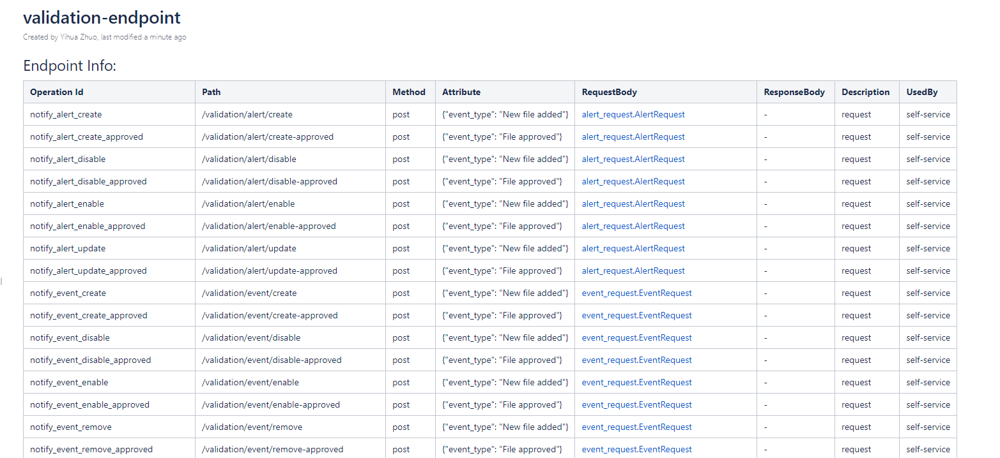 validation-endpoint
Created by Yihua Zhuo, last modified a minute ago
Endpoint Info:
Operation Id Path Method Attribute RequestBody ResponseBody Description UsedBy
notify_alert_create /validation/alert/create post {"event_type": "New file added"} alert_request.AlertRequest - request self-service
notify_alert_create_approved /validation/alert/create-approved post {"event_type": "File approved"} alert_request.AlertRequest - request self-service
notify_alert_disable /validation/alert/disable post {"event_type": "New file added"} alert_request.AlertRequest - request self-service
notify_alert_disable_approved /validation/alert/disable-approved post {"event_type": "File approved"} alert_request.AlertRequest - request self-service
notify_alert_enable /validation/alert/enable post {"event_type": "New file added"} alert_request.AlertRequest - request self-service
notify_alert_enable_approved /validation/alert/enable-approved post {"event_type": "File approved"} alert_request.AlertRequest - request self-service
notify_alert_update /validation/alert/update post {"event_type": "New file added"} alert_request.AlertRequest - request self-service
notify_alert_update_approved /validation/alert/update-approved post {"event_type": "File approved"} alert_request.AlertRequest - request self-service
notify_event_create /validation/event/create post {"event_type": "New file added"} event_request.EventRequest - request self-service
notify_event_create_approved /validation/event/create-approved post {"event_type": "File approved"} event_request.EventRequest - request self-service
notify_event_disable /validation/event/disable post {"event_type": "New file added"} event_request.EventRequest - request self-service
notify_event_disable_approved /validation/event/disable-approved post {"event_type": "File approved"} event_request.EventRequest - request self-service
notify_event_enable /validation/event/enable post {"event_type": "New file added"} event_request.EventRequest - request self-service
notify_event_enable_approved /validation/event/enable-approved post {"event_type": "File approved"} event_request.EventRequest - request self-service
notify_event_remove /validation/event/remove post {"event_type": "New file added"} event_request.EventRequest - request self-service
notify_event_remove_approved /validation/event/remove-approved post {"event_type": "File approved"} event_request.EventRequest - request self-service